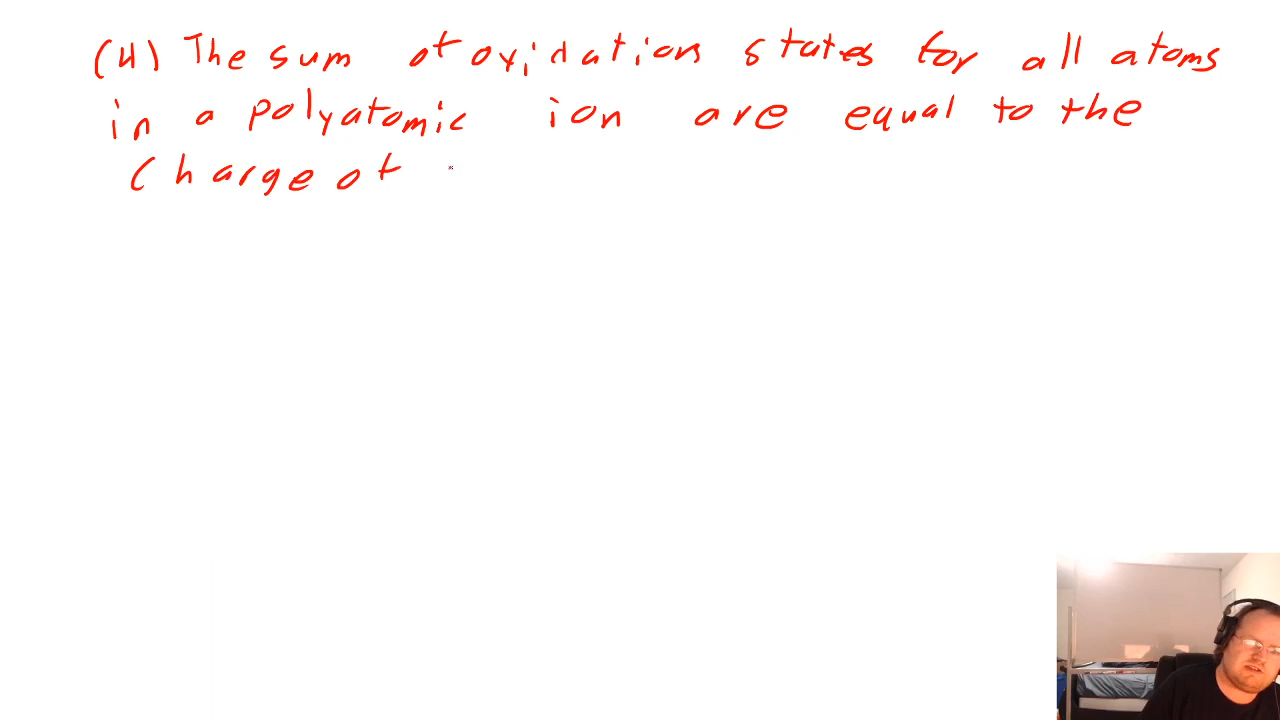 (4) The sum of oxidation states for all atoms
in a polyatomic ion are equal to the
Charge of